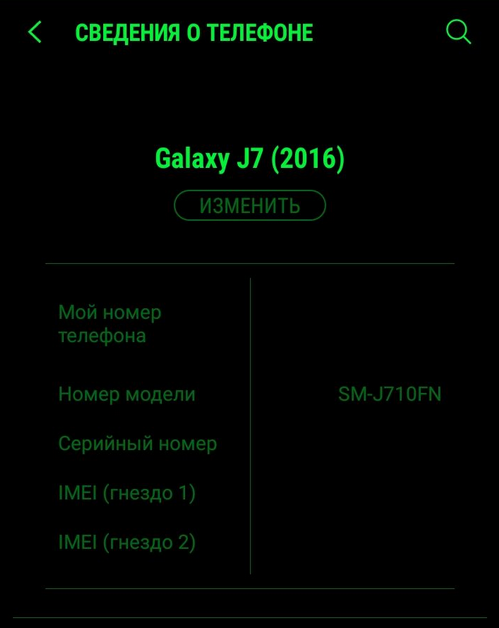 СВЕДЕНИЯ О ТЕЛЕФОНЕ
Galaxy J7 (2016)
ИЗМЕНИТЬ
Мой номер
телефона
Номер модели SM-J710FN
Серийный номер
IMEI (гнездо 1)
IMEI (гнездо 2)